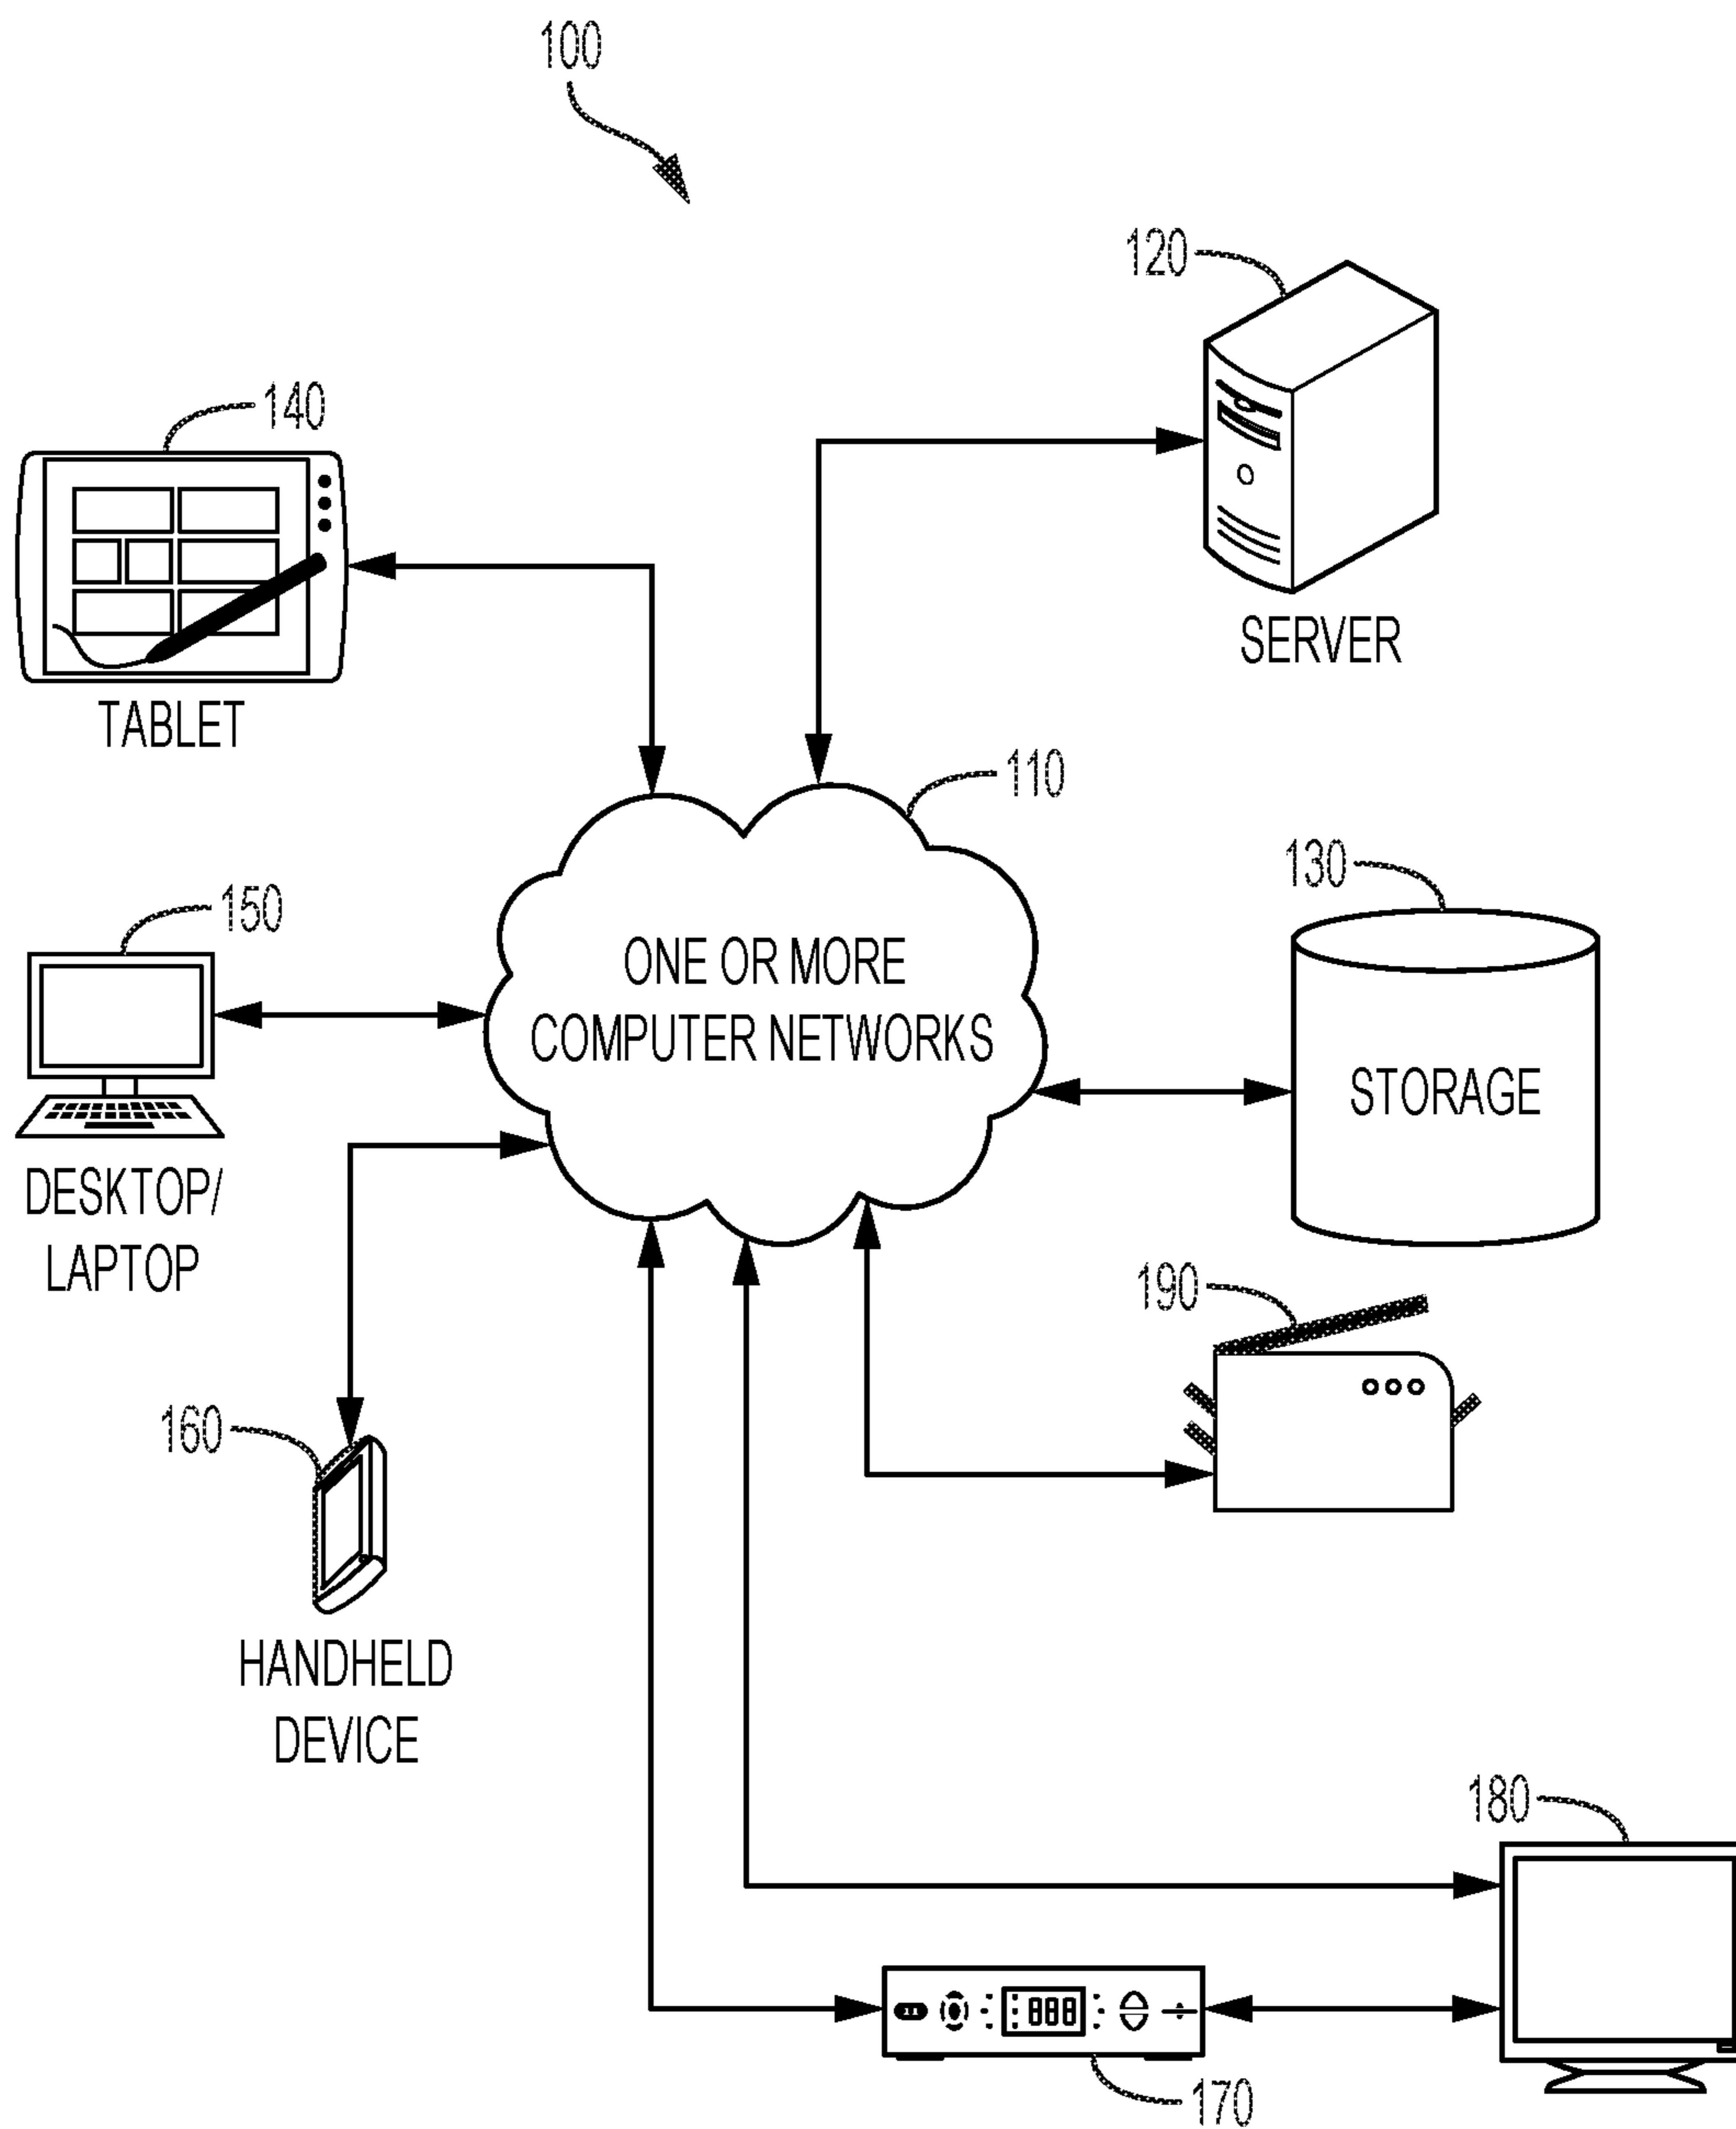 100
120
140
SERVER
TABLET
110
130
150
ONE OR MORE
COMPUTER NETWORKS
STORAGE
DESKTOP/
LAPTOP
190
160
HANDHELD
DEVICE
180
888
170